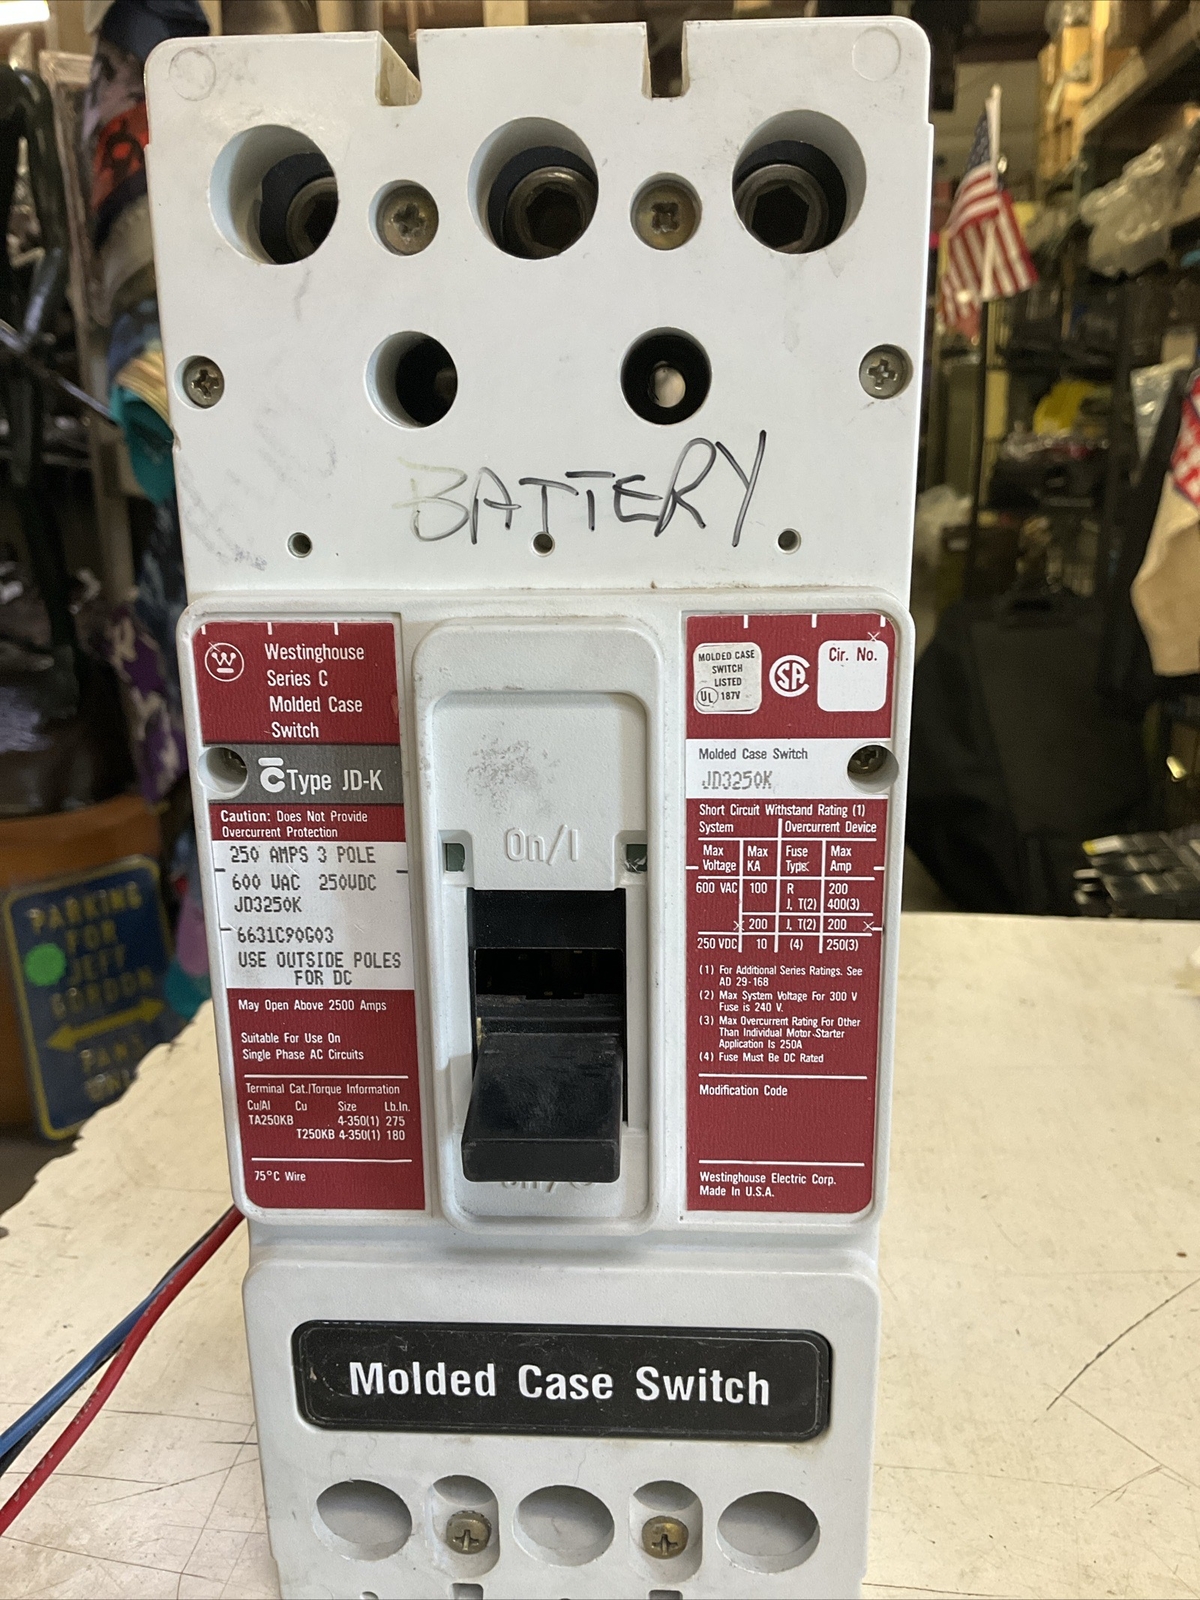 BATTERY
Westinghouse
Series C
Molded Case
Switch
C Type JD-K
Caution: Does Not Provide
Overcurrent Protection
250 AMPS 3 POLE
600 VAC 250VDC
JD3250K
6631C90G03
USE OUTSIDE POLES
FOR DC
May Open Above 2500 Amps
Suitable For Use On
Single Phase AC Circuits
Terminal Cat./Torque Information
Cu/Al Cu Size Lb.In.
TA250KB 4-350(1) 275
T250KB 4-350(1) 180
75°C Wire
On/I
Off/O
MOLDED CASE
SWITCH
LISTED
UL 187V
SA
Cir. No.
Molded Case Switch
JD3250K
Short Circuit Withstand Rating (1)
System Overcurrent Device
Max Max Fuse Max
Voltage KA Type Amp
600 VAC 100 R 200
J, T(2) 400(3)
200 J, T(2) 200
250 VDC 10 (4) 250(3)
(1) For Additional Series Ratings. See
AD 29-168
(2) Max System Voltage For 300 V
Fuse is 240 V.
(3) Max Overcurrent Rating For Other
Than Individual Motor Starter
Application Is 250A
(4) Fuse Must Be DC Rated
Modification Code
Westinghouse Electric Corp.
Made In U.S.A.
Molded Case Switch
PARKING
FOR
JEFF
GORDON
FAN
ONLY